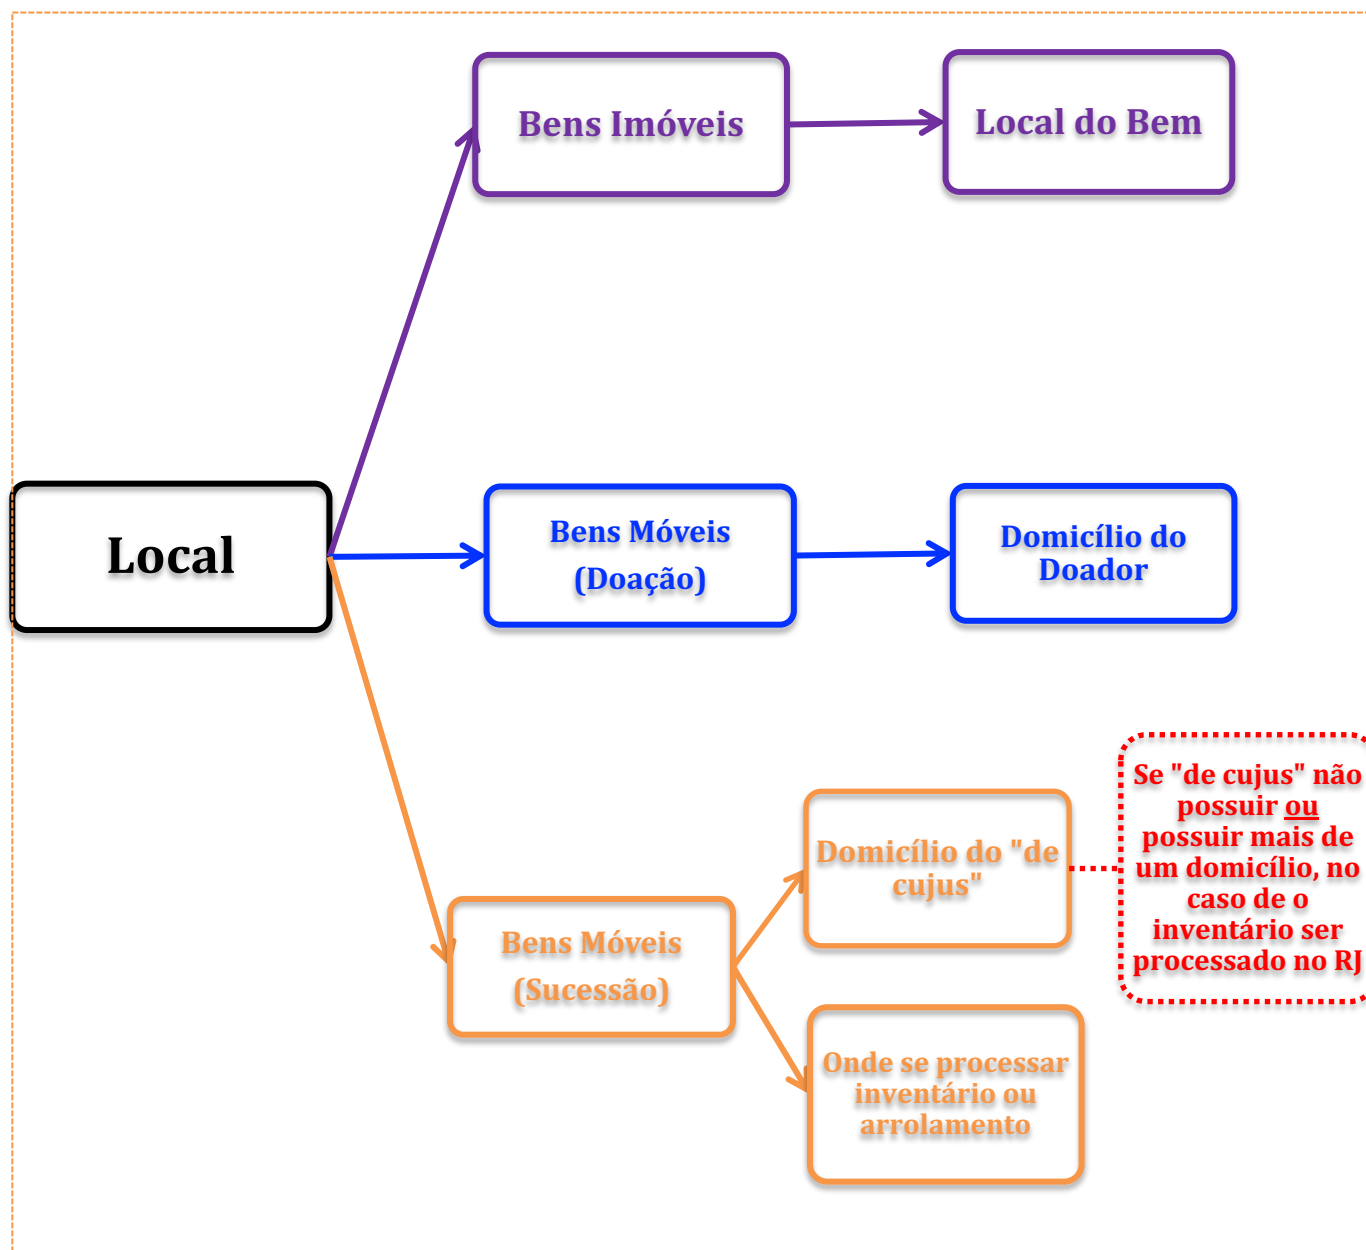 Bens Imóveis
Local do Bem
Local
Bens Móveis
(Doação)
Domicílio do
Doador
Bens Móveis
(Sucessão)
Domicílio do "de
cujus"
Se "de cujus" não
possuir ou
possuir mais de
um domicílio, no
caso de o
inventário ser
processado no RJ
Onde se processar
inventário ou
arrolamento